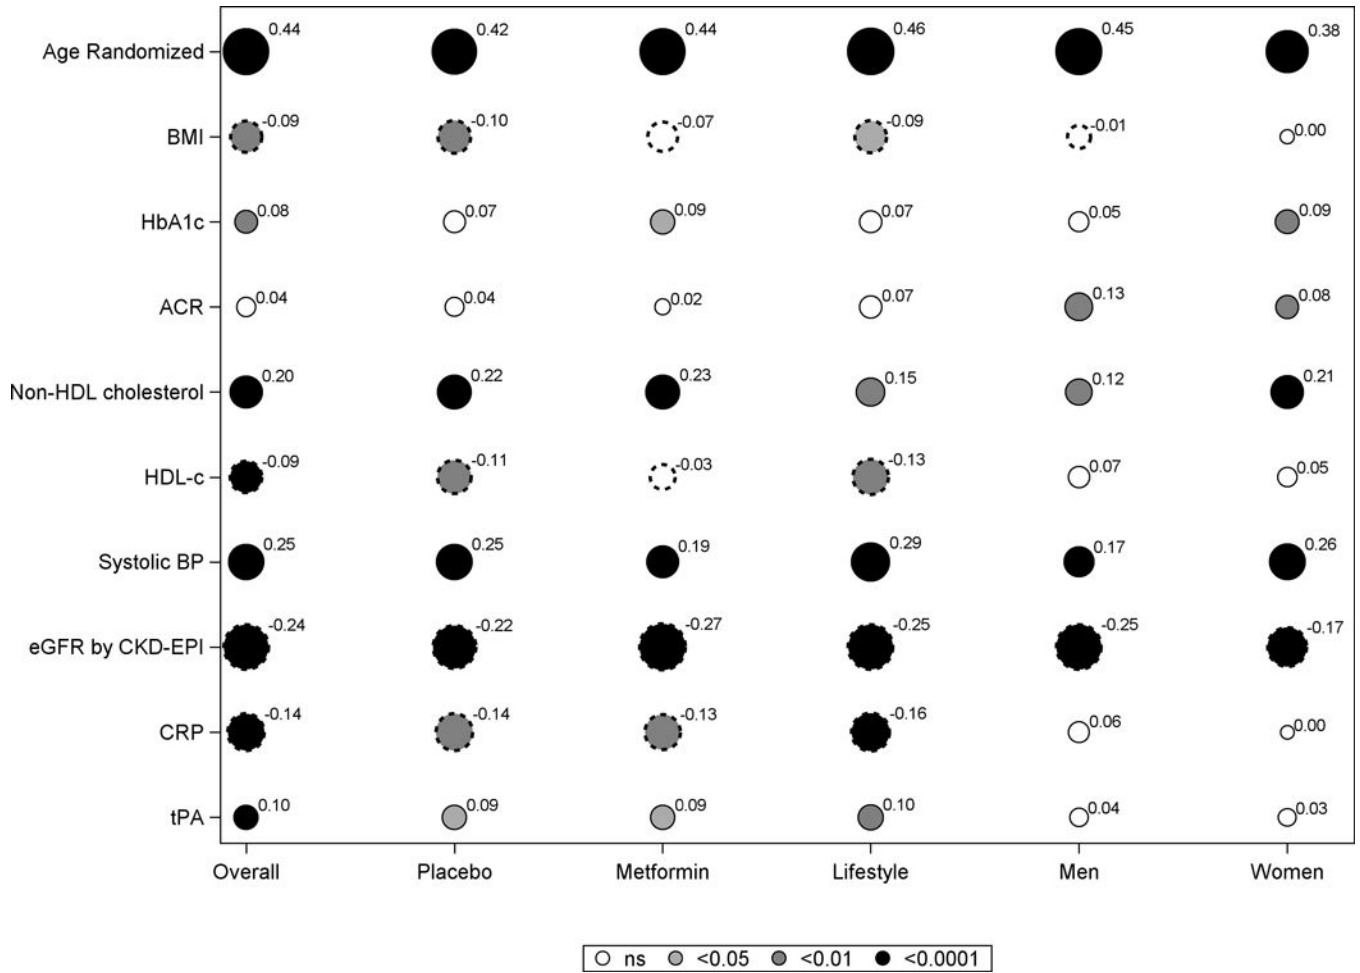 Age Randomized 0.44 0.42 0.44 0.46 0.45 0.38
BMI -0.09 -0.10 -0.07 -0.09 -0.01 0.00
HbA1c 0.08 0.07 0.09 0.07 0.05 0.09
ACR 0.04 0.04 0.02 0.07 0.13 0.08
Non-HDL cholesterol 0.20 0.22 0.23 0.15 0.12 0.21
HDL-c -0.09 -0.11 -0.03 -0.13 0.07 0.05
Systolic BP 0.25 0.25 0.19 0.29 0.17 0.26
eGFR by CKD-EPI -0.24 -0.22 -0.27 -0.25 -0.25 -0.17
CRP -0.14 -0.14 -0.13 -0.16 0.06 0.00
tPA 0.10 0.09 0.09 0.10 0.04 0.03
Overall Placebo Metformin Lifestyle Men Women
ns <0.05 <0.01 <0.0001